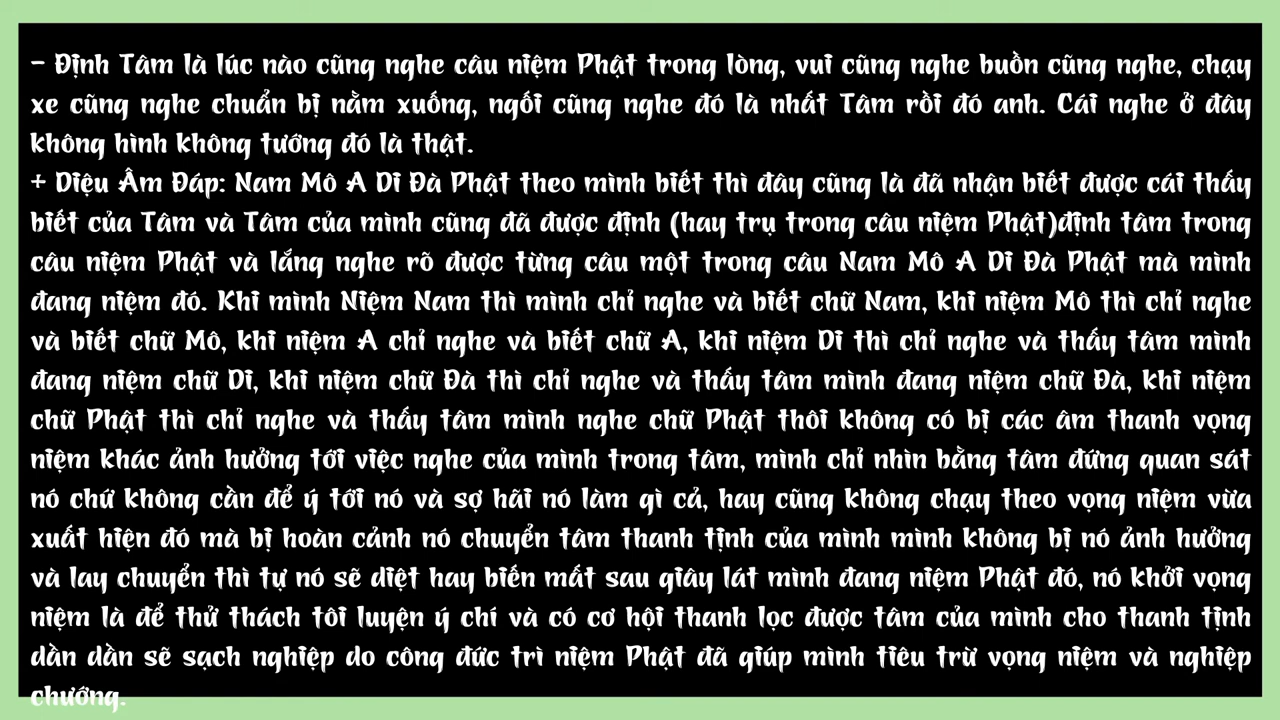 - Định Tâm là lúc nào cũng nghe câu niệm Phật trong lòng, vui cũng nghe buồn cũng nghe, chạy
xe cũng nghe chuẩn bị nằm xuống, ngối cũng nghe đó là nhất Tâm rồi đó anh. Cái nghe ở đây
không hình không tướng đó là thật.
+ Diệu Âm Đáp: Nam Mô A Di Đà Phật theo mình biết thì đây cũng là đã nhận biết được cái thấy
biết của Tâm và Tâm của mình cũng đã được định (hay trụ trong câu niệm Phật)định tâm trong
câu niệm Phật và lắng nghe rõ được từng câu một trong câu Nam Mô A Di Đà Phật mà mình
đang niệm đó. Khi mình Niệm Nam thì mình chỉ nghe và biết chữ Nam, khi niệm Mô thì chỉ nghe
và biết chữ Mô, khi niệm A chỉ nghe và biết chữ A, khi niệm Di thì chỉ nghe và thấy tâm mình
đang niệm chữ Di, khi niệm chữ Đà thì chỉ nghe và thấy tâm mình đang niệm chữ Đà, khi niệm
chữ Phật thì chỉ nghe và thấy tâm mình nghe chữ Phật thôi không có bị các âm thanh vọng
niệm khác ảnh hưởng tới việc nghe của mình trong tâm, mình chỉ nhìn bằng tâm đứng quan sát
nó chứ không cần để ý tới nó và sợ hãi nó làm gì cả, hay cũng không chạy theo vọng niệm vừa
xuất hiện đó mà bị hoàn cảnh nó chuyển tâm thanh tịnh của mình mình không bị nó ảnh hưởng
và lay chuyển thì tự nó sẽ diệt hay biến mất sau giây lát mình đang niệm Phật đó, nó khởi vọng
niệm là để thử thách tôi luyện ý chí và có cơ hội thanh lọc được tâm của mình cho thanh tịnh
dần dần sẽ sạch nghiệp do công đức trì niệm Phật đã giúp mình tiêu trừ vọng niệm và nghiệp
chướng.